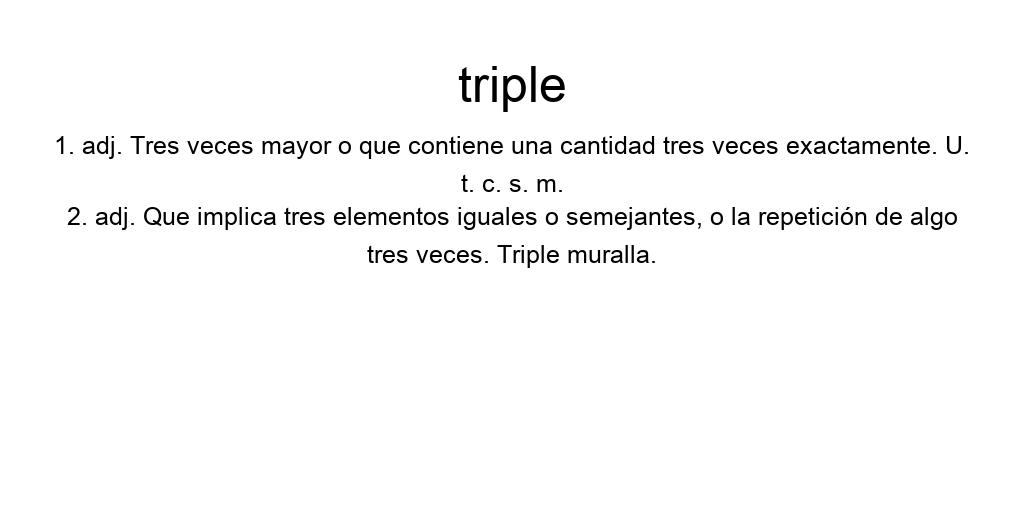 triple
1. adj. Tres veces mayor o que contiene una cantidad tres veces exactamente. U.
t. c. s. m.
2. adj. Que implica tres elementos iguales o semejantes, o la repetición de algo
tres veces. Triple muralla.